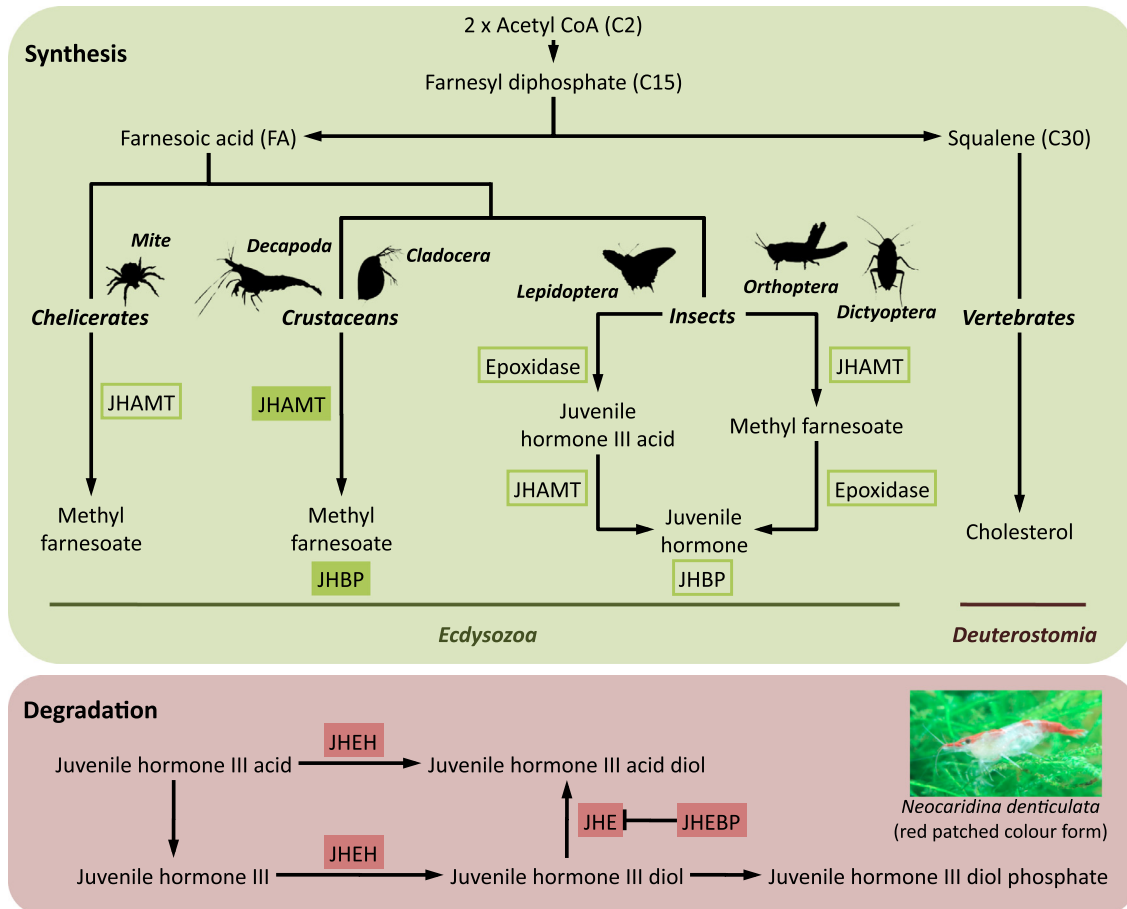 2 x Acetyl CoA (C2)
Synthesis
Farnesyl diphosphate (C15)
Farnesoic acid (FA)
Squalene (C30)
Mite
Decapoda
Cladocera
Lepidoptera
Orthoptera
Dictyoptera
Chelicerates
Crustaceans
Insects
Vertebrates
Epoxidase
JHAMT
JHAMT
JHAMT
Juvenile
hormone III acid
Methyl farnesoate
JHAMT
Epoxidase
Methyl
farnesoate
Methyl
farnesoate
Juvenile
hormone
Cholesterol
JHBP
JHBP
Ecdysozoa
Deuterostomia
Degradation
JHEH
Juvenile hormone III acid
Juvenile hormone III acid diol
Neocaridina denticulata
(red patched colour form)
JHE
JHEBP
JHEH
Juvenile hormone III
Juvenile hormone III diol
Juvenile hormone III diol phosphate